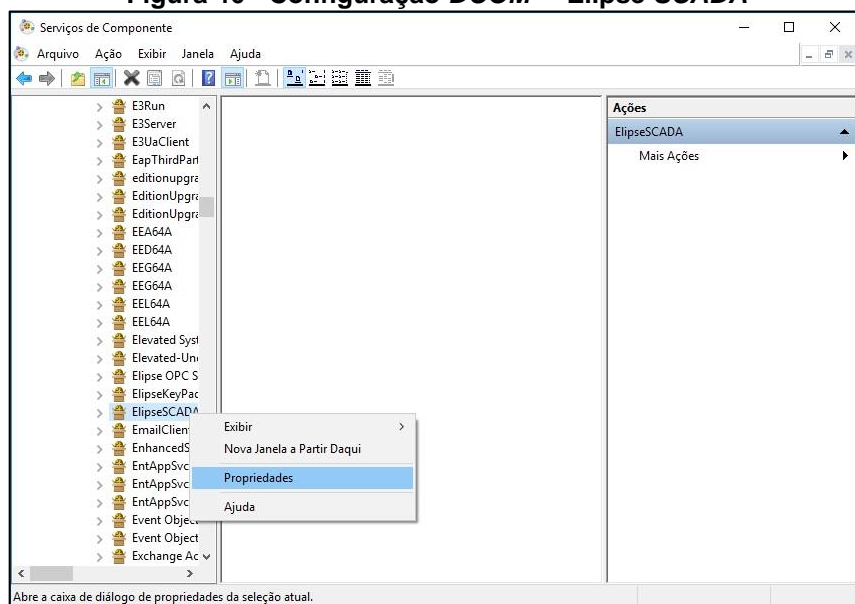 Figura 10 - Configuração DCOM – Elipse SCADA
Serviços de Componente
Arquivo Ação Exibir Janela Ajuda
E3Run
E3Server
E3UaClient
EapThirdPart
editionupgra
EditionUpgra
EditionUpgra
EEA64A
EED64A
EEG64A
EEG64A
EEL64A
EEL64A
Elevated Syst
Elevated-Une
Elipse OPC S
ElipseKeyPac
ElipseSCADA
EmailClien
EnhancedS
EntAppSvc
EntAppSvc
EntAppSvc
Event Objec
Event Object
Exchange Ac
Exibir
Nova Janela a Partir Daqui
Propriedades
Ajuda
Ações
ElipseSCADA
Mais Ações
Abre a caixa de diálogo de propriedades da seleção atual.